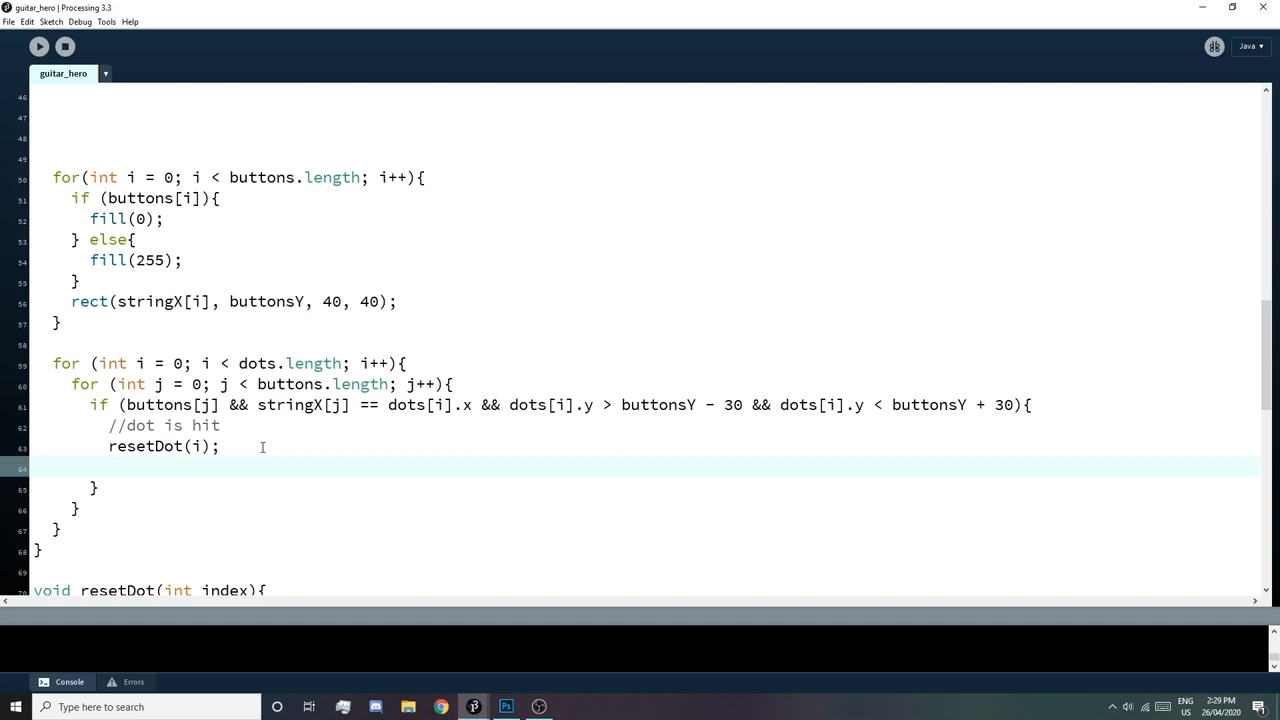 guitar_hero | Processing 3.3
File Edit Sketch Debug Tools Help
Java ▾
guitar_hero ▾
46
47
48
49
50 for(int i = 0; i < buttons.length; i++){
51 if (buttons[i]){
52 fill(0);
53 } else{
54 fill(255);
55 }
56 rect(stringX[i], buttonsY, 40, 40);
57 }
58
59 for (int i = 0; i < dots.length; i++){
60 for (int j = 0; j < buttons.length; j++){
61 if (buttons[j] && stringX[j] == dots[i].x && dots[i].y > buttonsY - 30 && dots[i].y < buttonsY + 30){
62 //dot is hit
63 resetDot(i);
64
65 }
66 }
67 }
68 }
69
70 void resetDot(int index){
Console Errors
Type here to search
ENG
US
2:29 PM
26/04/2020